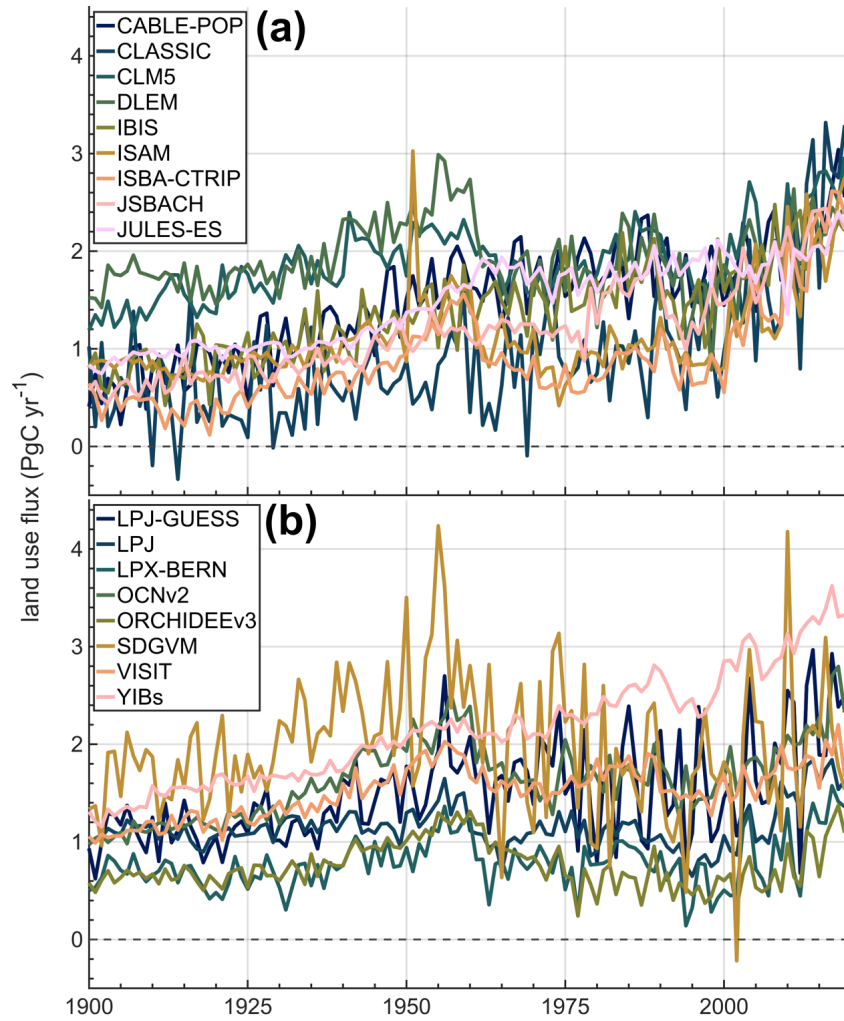 (a)
CABLE-POP
CLASSIC
CLM5
DLEM
IBIS
ISAM
ISBA-CTRIP
JSBACH
JULES-ES
4
3
2
1
0
land use flux (PgC yr⁻¹)
(b)
LPJ-GUESS
LPJ
LPX-BERN
OCNv2
ORCHIDEEv3
SDGVM
VISIT
YIBs
4
3
2
1
0
1900 1925 1950 1975 2000